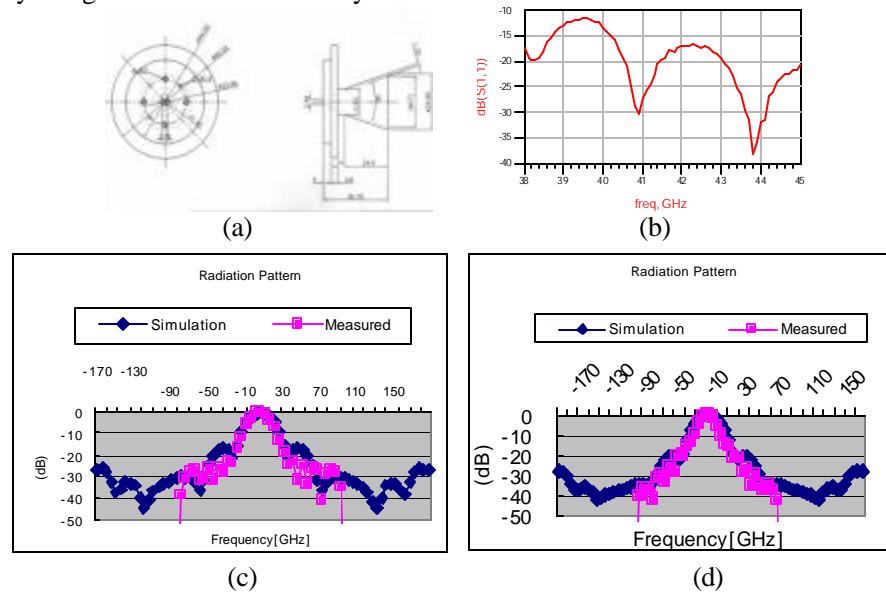 -10
-15
-20
-25
-30
-35
-40
dB(S(1,1))
38 39 40 41 42 43 44 45
freq, GHz
(a)
(b)
Radiation Pattern
Simulation Measured
-170 -130 -90 -50 -10 30 70 110 150
0
-10
-20
-30
-40
-50
(dB)
Frequency[GHz]
(c)
Radiation Pattern
Simulation Measured
-170 -130 -90 -50 -10 30 70 110 150
0
-10
-20
-30
-40
-50
(dB)
Frequency[GHz]
(d)